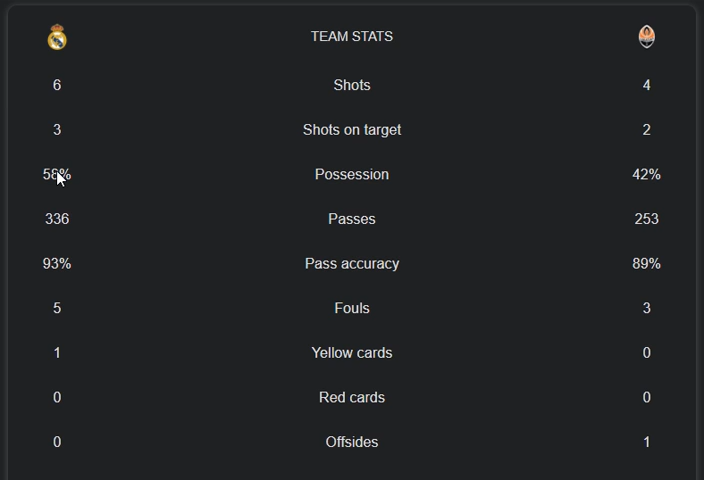 TEAM STATS
6 Shots 4
3 Shots on target 2
58% Possession 42%
336 Passes 253
93% Pass accuracy 89%
5 Fouls 3
1 Yellow cards 0
0 Red cards 0
0 Offsides 1